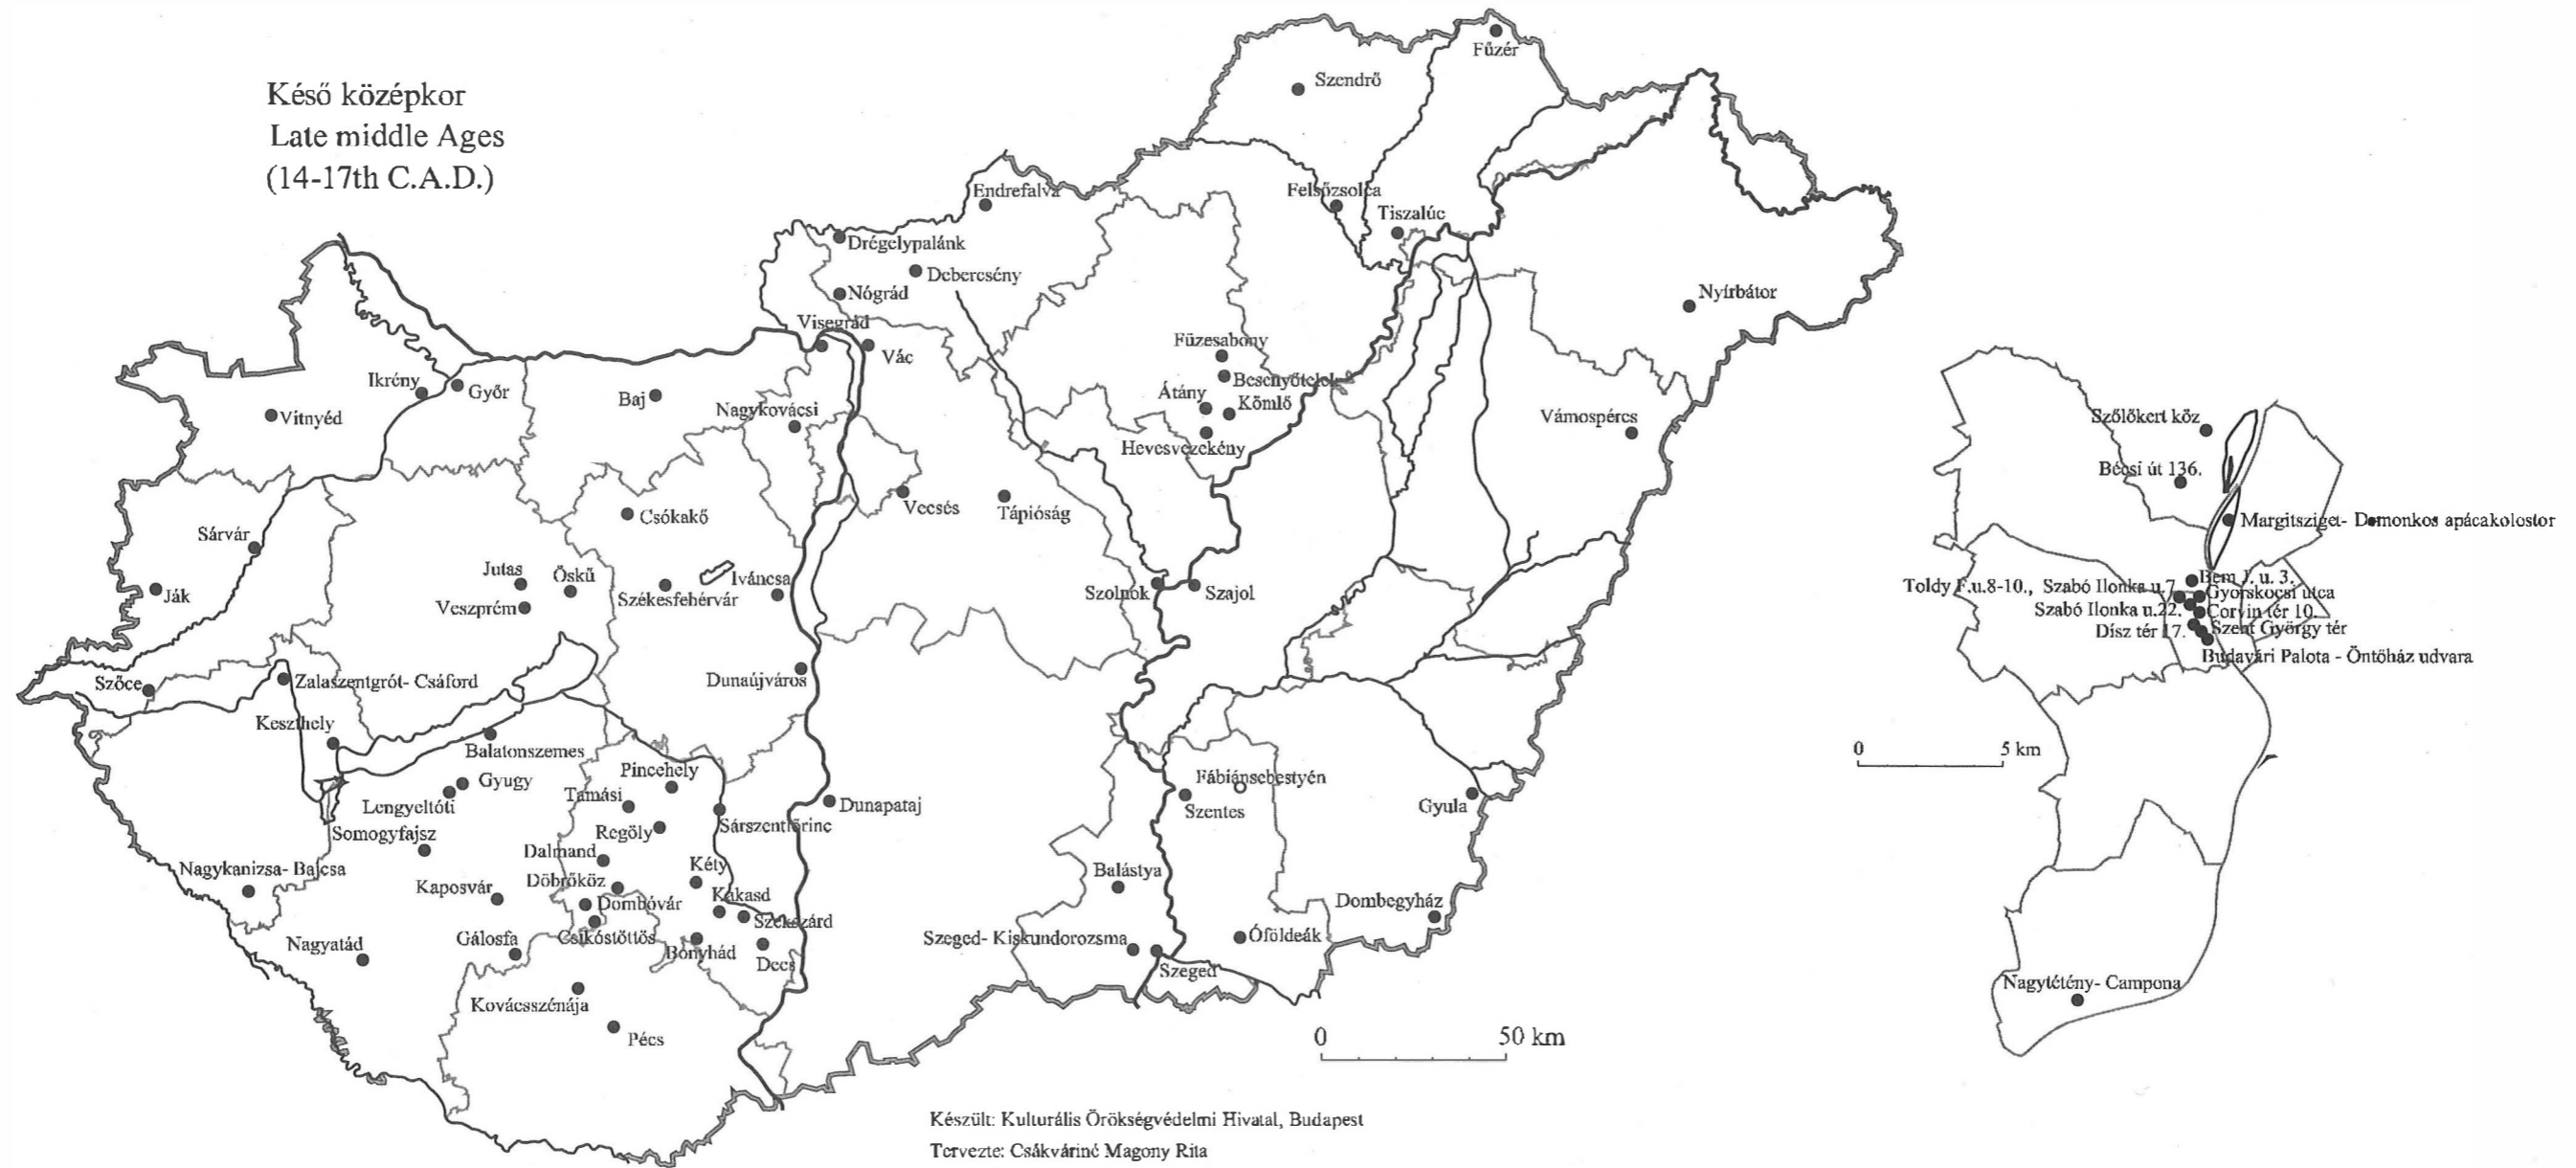 Késő középkor
Late middle Ages
(14-17th C.A.D.)
Fűzér
Szendrő
Endrefalva
Felsőzsolca
Tiszalúc
Drégelypalánk
Debercsény
Nógrád
Nyírbátor
Visegrád
Vác
Füzesabony
Besenyőtelek
Átány
Kömlő
Hevesvezekény
Ikrény
Győr
Baj
Nagykovácsi
Vitnyéd
Vámospércs
Csókakő
Vecsés
Tápióság
Sárvár
Jutas
Öskü
Iváncsa
Ják
Veszprém
Székesfehérvár
Szolnok
Szajol
Szőce
Zalaszentgrót- Csáford
Dunaújváros
Keszthely
Balatonszemes
Pincehely
Fábiánsebestyén
Gyugy
Tamási
Lengyeltóti
Dunapataj
Szentes
Gyula
Somogyfajsz
Regöly
Sárszentlőrinc
Dalmand
Nagykanizsa- Bajcsa
Kéty
Balástya
Kaposvár
Döbrőköz
Dombóvár
Kakasd
Szekszárd
Dombegyház
Nagyatád
Gálosfa
Csikóstöttös
Bonyhád
Decs
Szeged- Kiskundorozsma
Óföldeák
Szeged
Kovácsszénája
Pécs
0 50 km
Szőlőkert köz
Bécsi út 136.
Margitsziget- Domonkos apácakolostor
Bem J. u. 3.
Toldy F.u.8-10., Szabó Ilonka u.7.
Gyorskocsi utca
Szabó Ilonka u.22.
Corvin tér 10.
Dísz tér 17.
Szent György tér
Budavári Palota - Öntőház udvara
0 5 km
Nagytétény- Campona
Készült: Kulturális Örökségvédelmi Hivatal, Budapest
Tervezte: Csákváriné Magony Rita